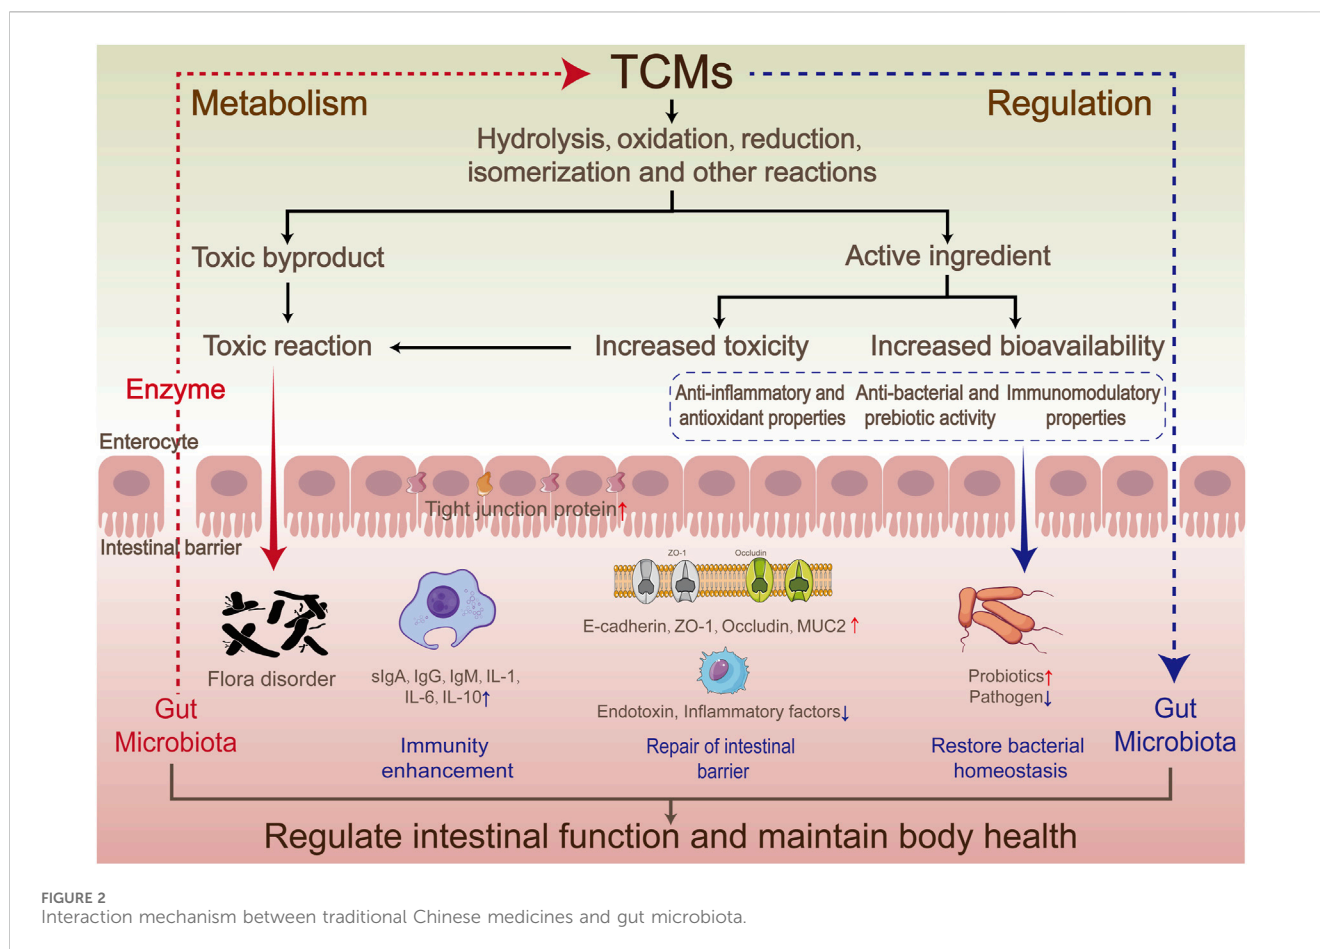 TCMs
Metabolism
Regulation
Hydrolysis, oxidation, reduction,
isomerization and other reactions
Toxic byproduct
Active ingredient
Toxic reaction
Increased toxicity
Increased bioavailability
Enzyme
Anti-inflammatory and
antioxidant properties
Anti-bacterial and
prebiotic activity
Immunomodulatory
properties
Enterocyte
Tight junction protein↑
Intestinal barrier
ZO-1
Occludin
E-cadherin, ZO-1, Occludin, MUC2 ↑
Flora disorder
sIgA, IgG, IgM, IL-1,
IL-6, IL-10↑
Endotoxin, Inflammatory factors↓
Probiotics↑
Pathogen↓
Gut
Microbiota
Immunity
enhancement
Repair of intestinal
barrier
Restore bacterial
homeostasis
Gut
Microbiota
Regulate intestinal function and maintain body health
FIGURE 2
Interaction mechanism between traditional Chinese medicines and gut microbiota.